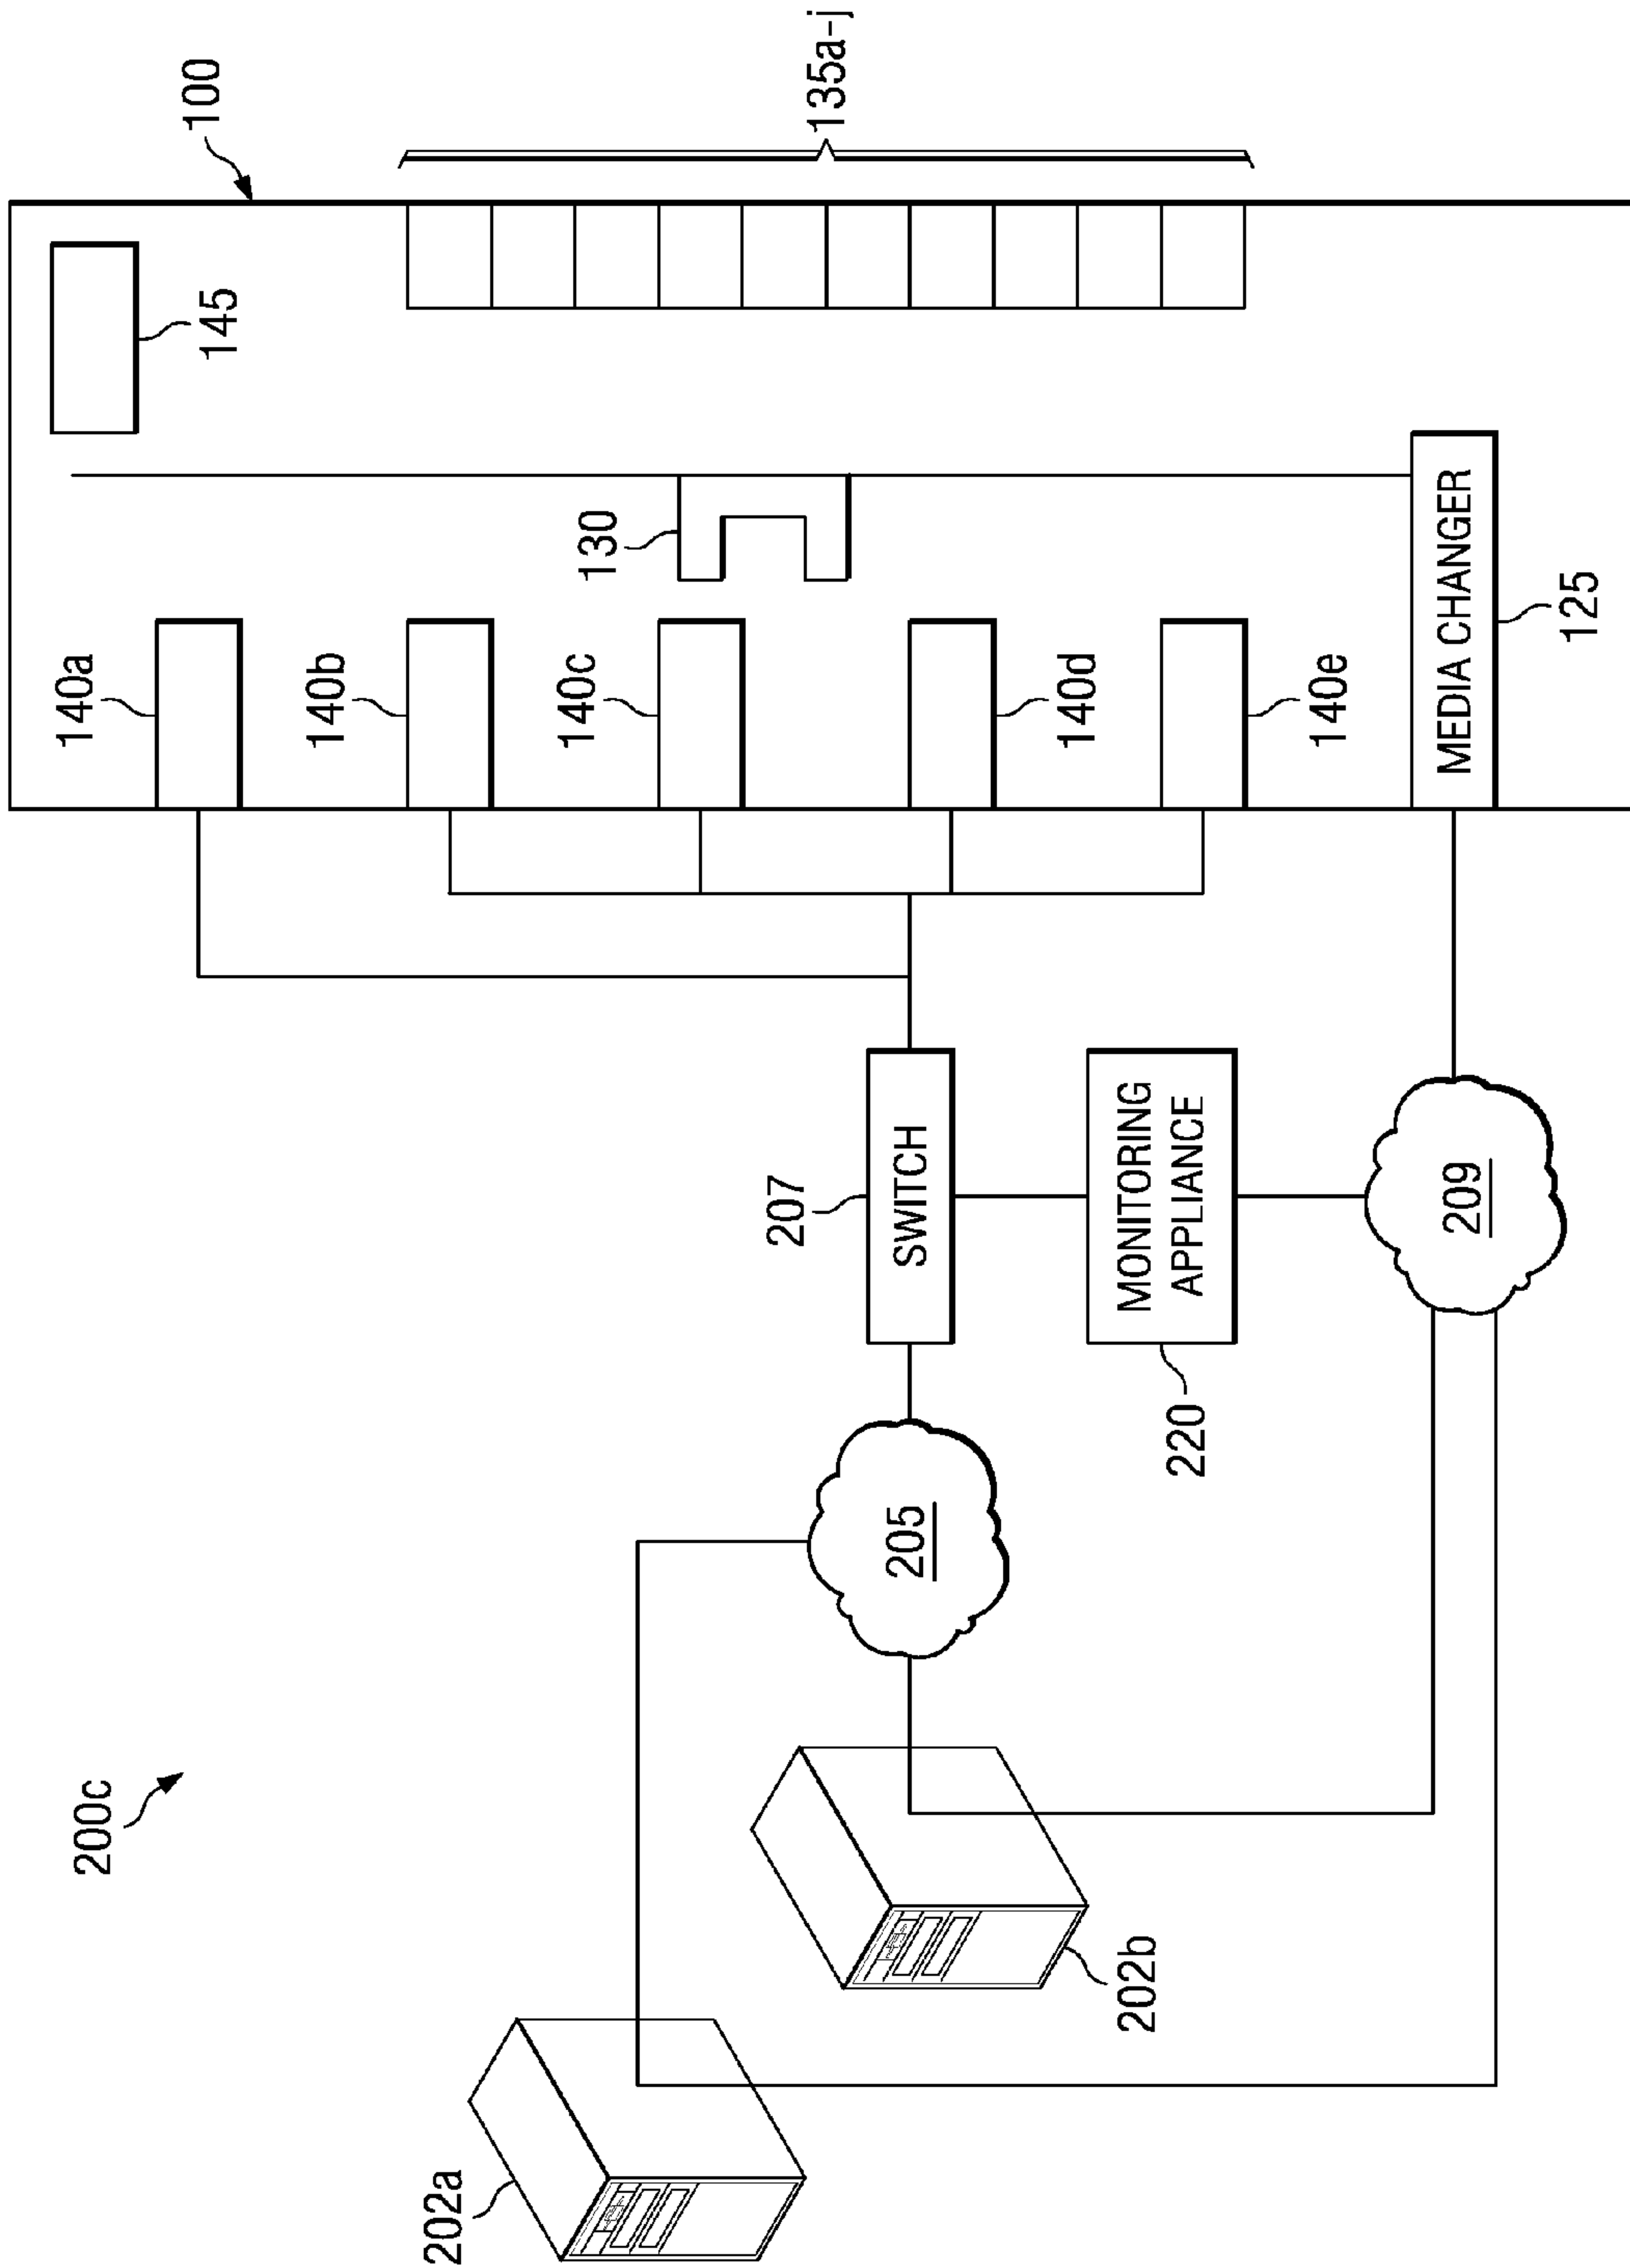 200c
202a
202b
205
207
SWITCH
220
MONITORING
APPLIANCE
209
100
140a
140b
140c
140d
140e
130
145
135a-j
MEDIA CHANGER
125